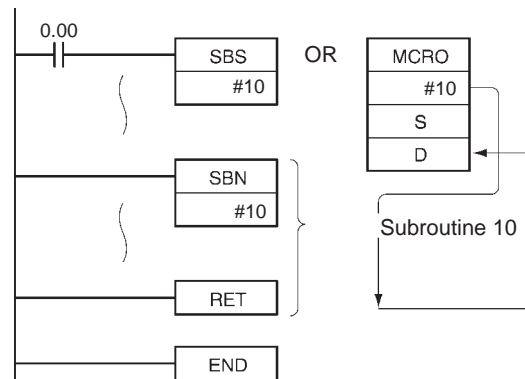 0.00
SBS
#10
OR
MCRO
#10
S
D
SBN
#10
Subroutine 10
RET
END